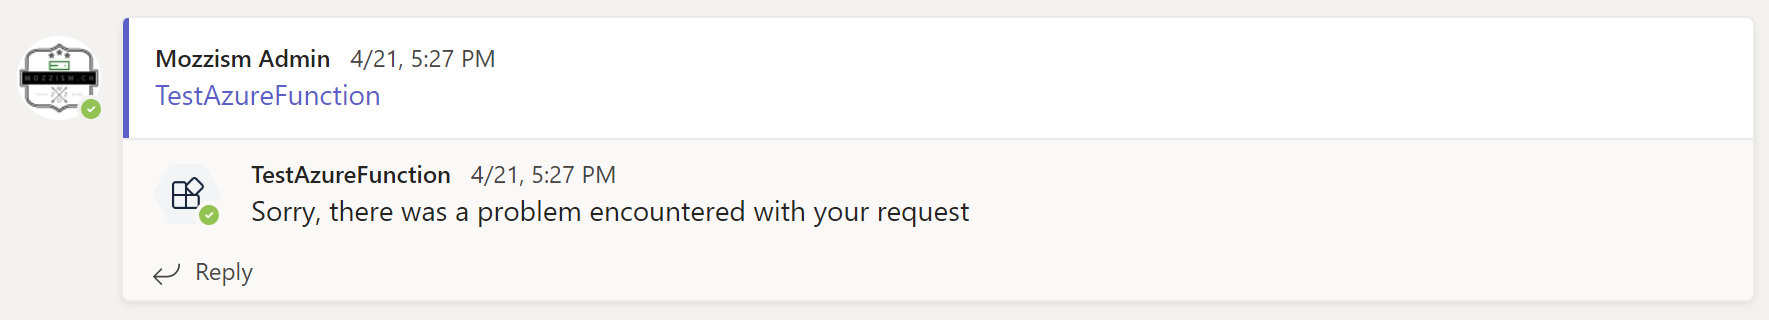 MOZZISM.CH
Mozzism Admin 4/21, 5:27 PM
TestAzureFunction
TestAzureFunction 4/21, 5:27 PM
Sorry, there was a problem encountered with your request
Reply